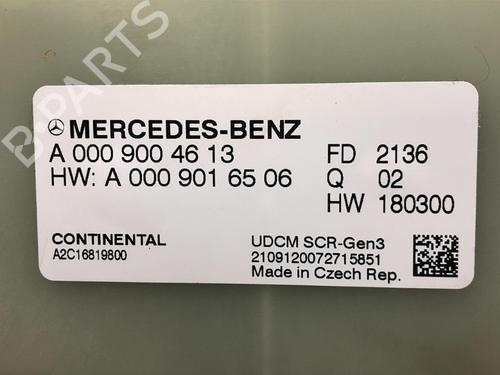 MERCEDES-BENZ
A 000 900 46 13 FD 2136
HW: A 000 901 65 06 Q 02
HW 180300
CONTINENTAL UDCM SCR-Gen3
A2C16819800 2109120072715851
Made in Czech Rep.
B-PARTS